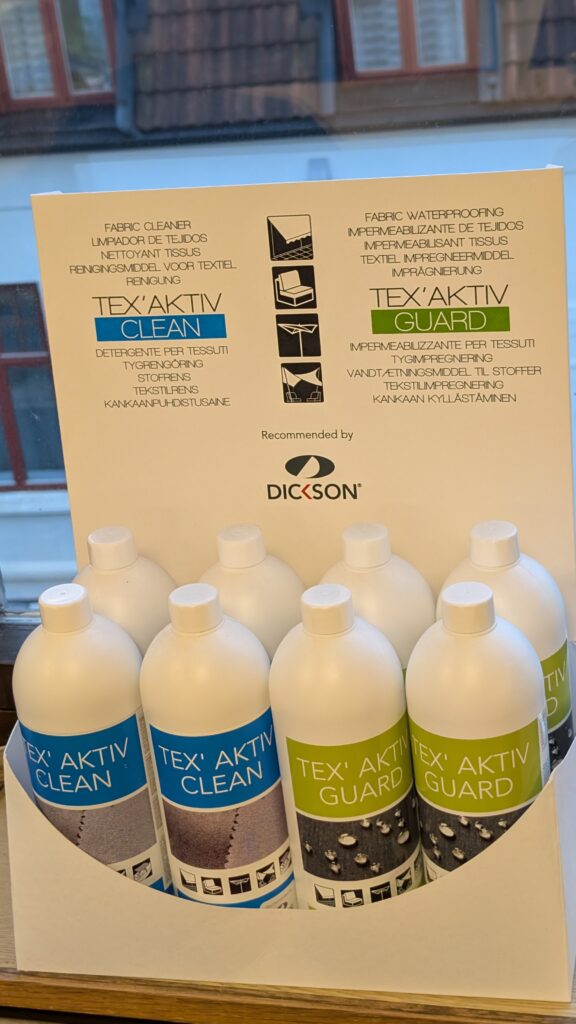 FABRIC CLEANER
LIMPIADOR DE TEJIDOS
NETTOYANT TISSUS
REINIGINGSMIDDEL VOOR TEXTIEL
REINIGUNG
TEX'AKTIV
CLEAN
DETERGENTE PER TESSUTI
TYGRENGÖRING
STOFRENS
TEKSTILRENS
KANKAANPUHDISTUSAINE
FABRIC WATERPROOFING
IMPERMEABILIZANTE DE TEJIDOS
IMPERMEABILISANT TISSUS
TEXTIEL IMPREGNEERMIDDEL
IMPRÄGNIERUNG
TEX'AKTIV
GUARD
IMPERMEABILIZZANTE PER TESSUTI
TYGIMPREGNERING
VANDTÆTNINGSMIDDEL TIL STOFFER
TEKSTILIMPREGNERING
KANKAAN KYLLÄSTÄMINEN
Recommended by
DICKSON®
TEX' AKTIV
CLEAN
TEX' AKTIV
CLEAN
TEX' AKTIV
GUARD
TEX' AKTIV
GUARD
TIV
D